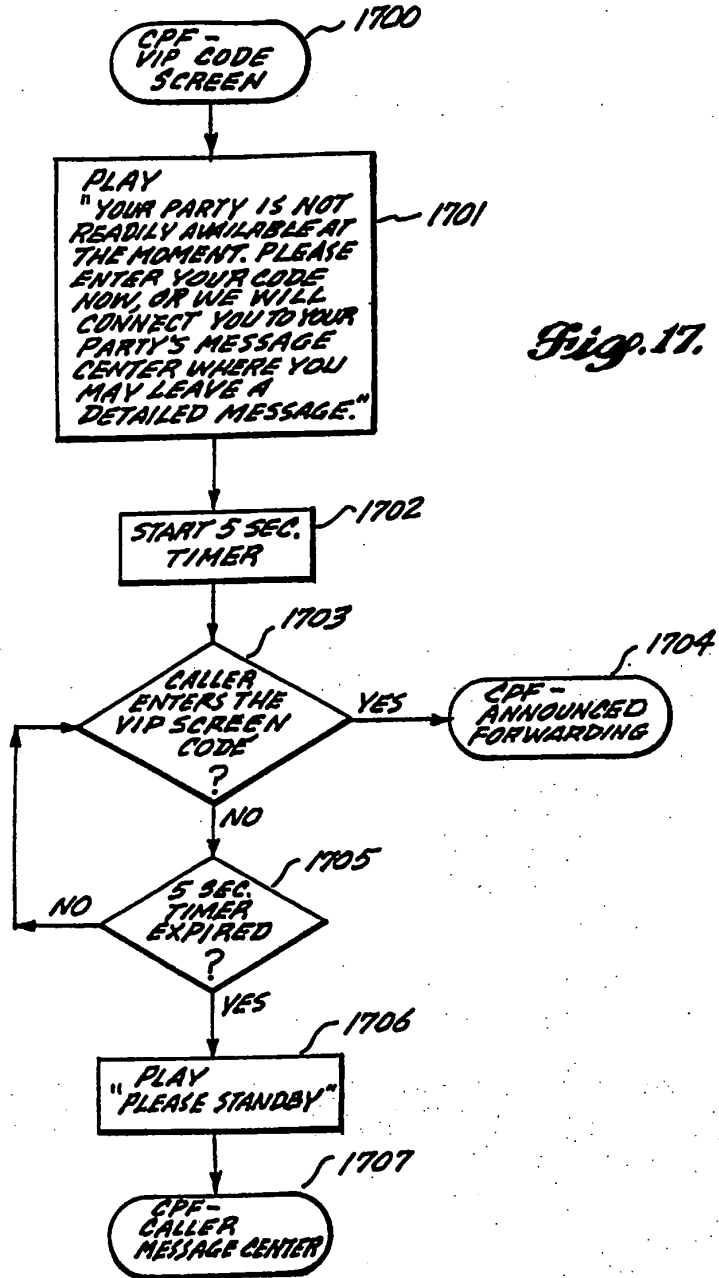 1700
CPF-
VIP CODE
SCREEN
PLAY
"YOUR PARTY IS NOT
READILY AVAILABLE AT
THE MOMENT. PLEASE
ENTER YOUR CODE
NOW, OR WE WILL
CONNECT YOU TO YOUR
PARTY'S MESSAGE
CENTER WHERE YOU
MAY LEAVE A
DETAILED MESSAGE."
1701
Fig. 17.
1702
START 5 SEC.
TIMER
1703
CALLER
ENTERS THE
VIP SCREEN
CODE
?
YES
1704
CPF-
ANNOUNCED
FORWARDING
NO
1705
5 SEC.
TIMER
EXPIRED
?
NO
YES
1706
PLAY
"PLEASE STANDBY"
1707
CPF-
CALLER
MESSAGE CENTER